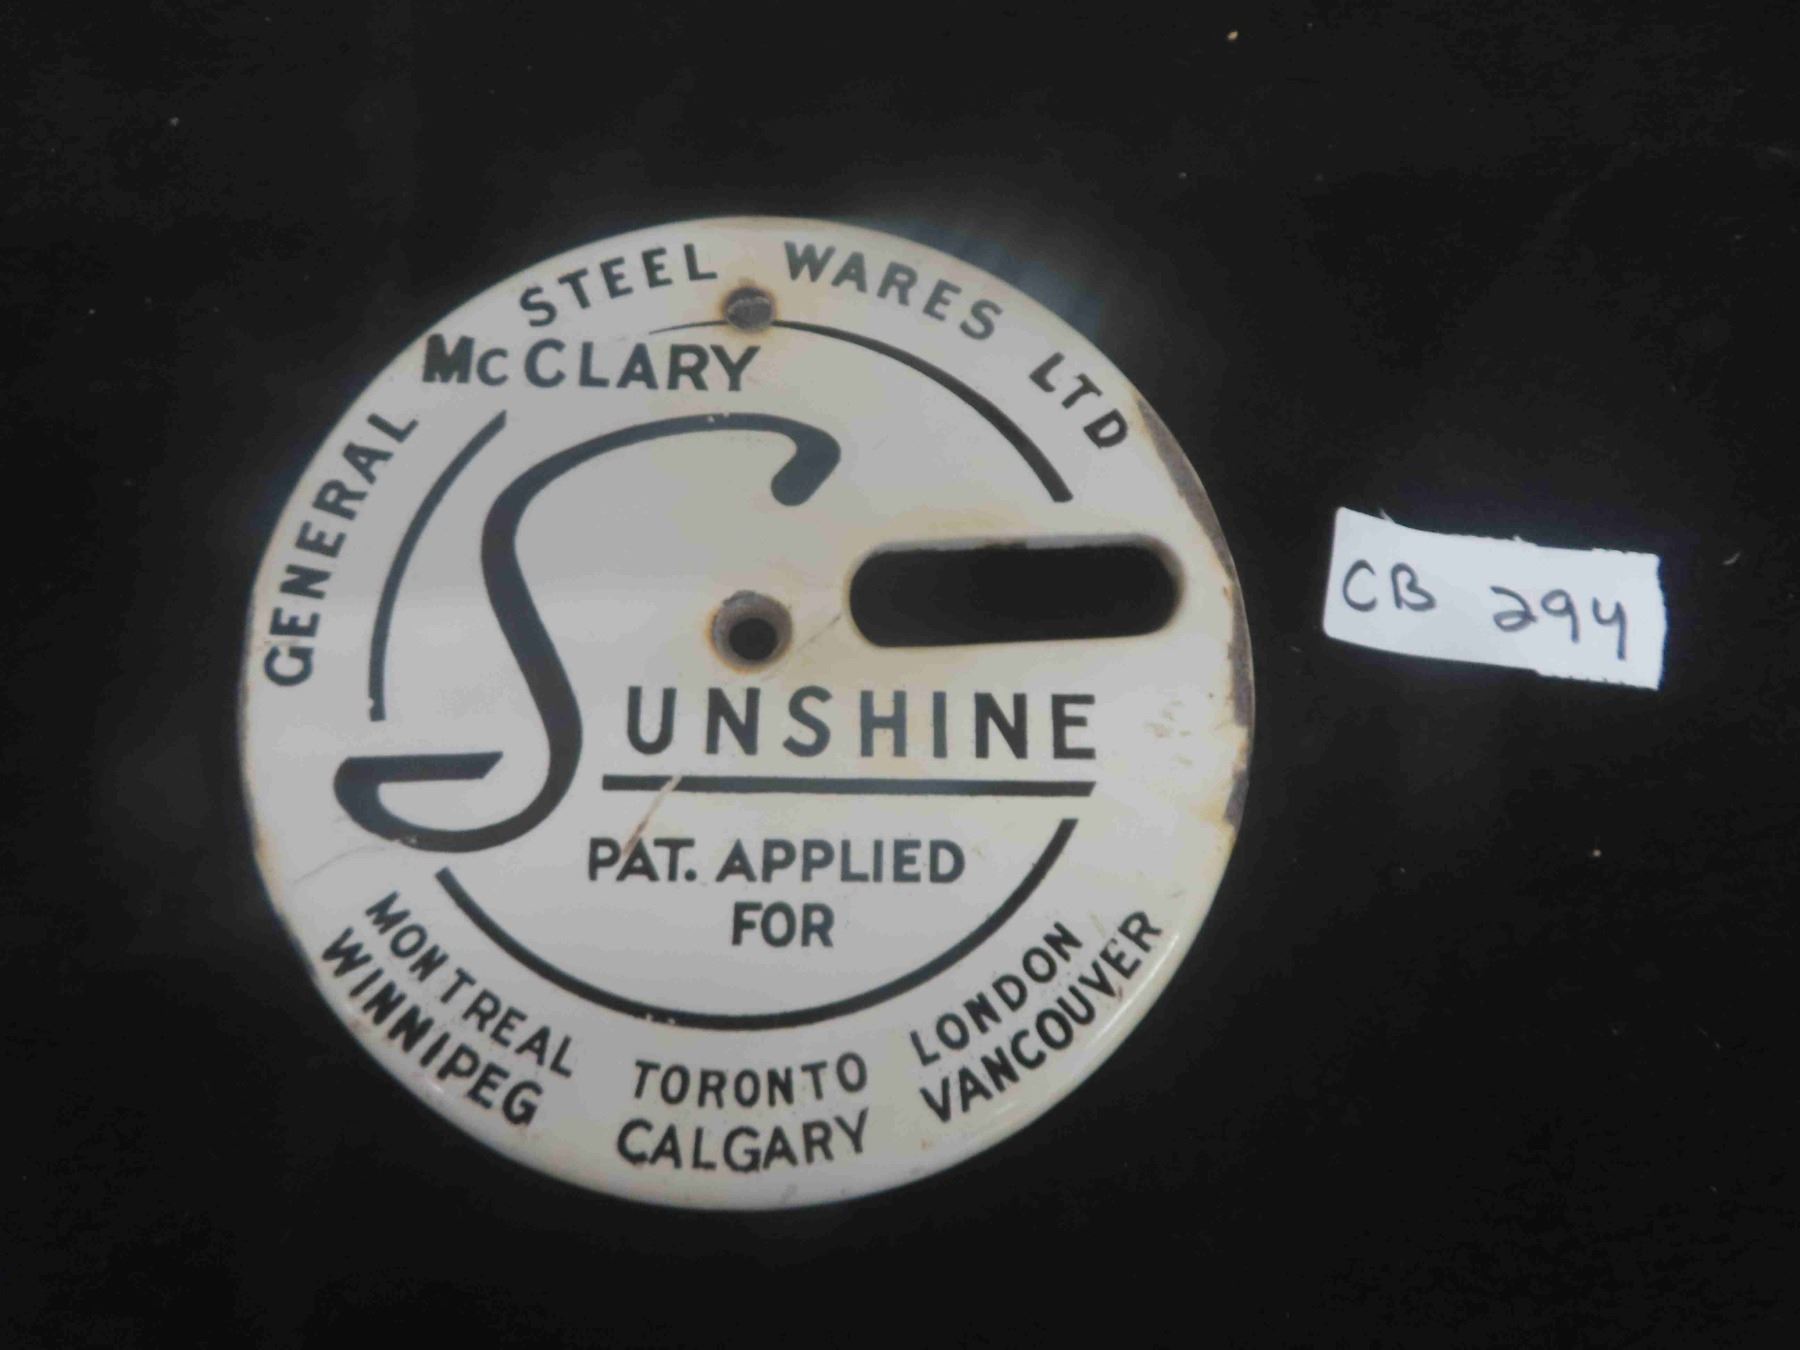 GENERAL STEEL WARES LTD
McCLARY
SUNSHINE
PAT. APPLIED
FOR
MONTREAL TORONTO LONDON
WINNIPEG CALGARY VANCOUVER
CB 294